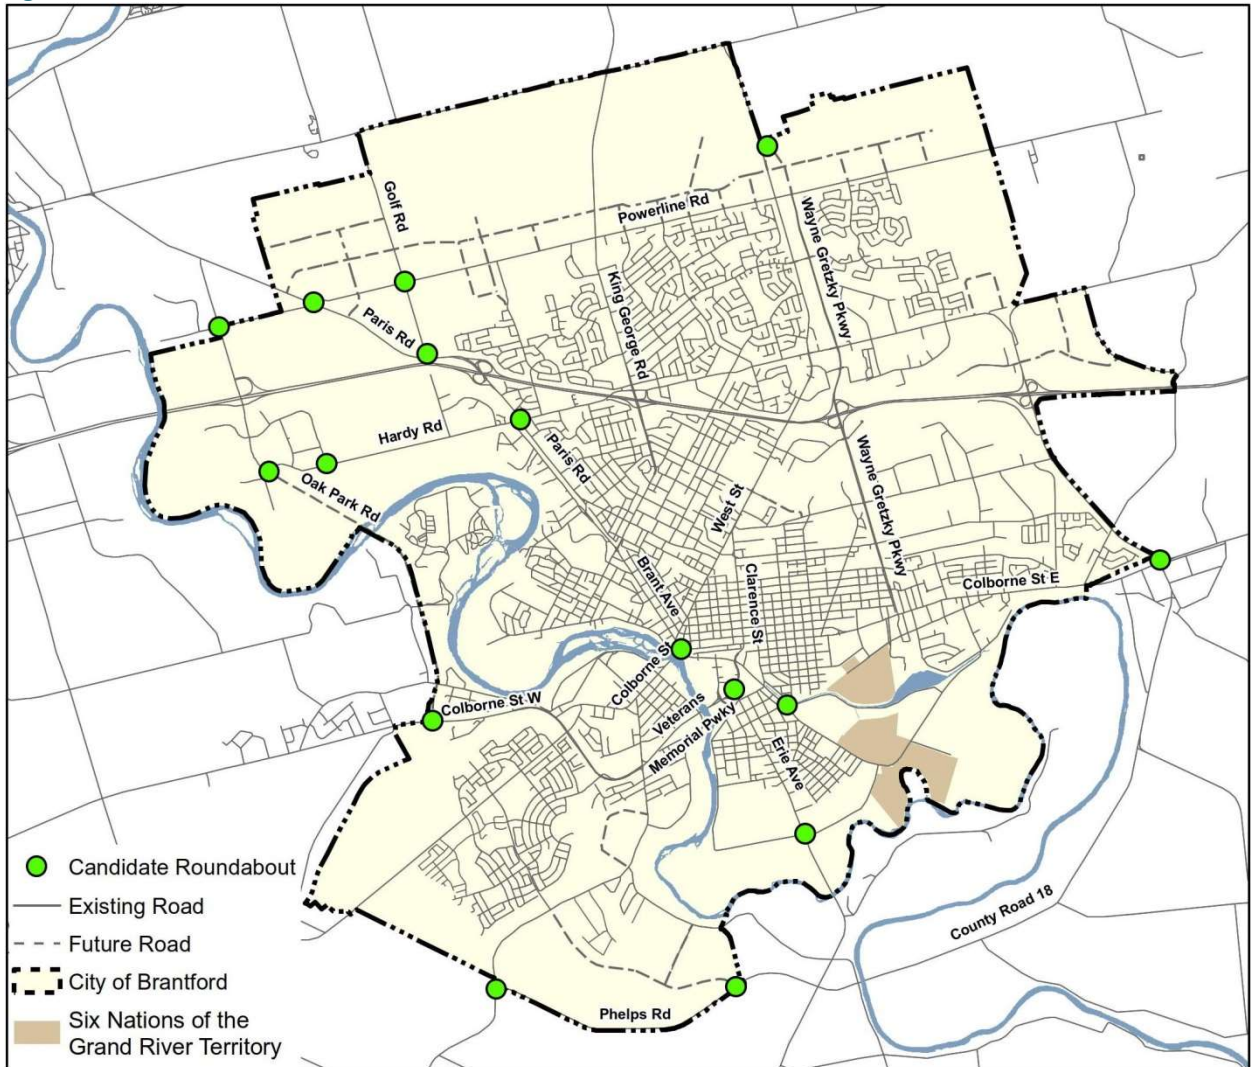 Golf Rd
Powerline Rd
Wayne Gretzky Pkwy
King George Rd
Paris Rd
Hardy Rd
Paris Rd
Oak Park Rd
West St
Wayne Gretzky Pkwy
Brant Ave
Clarence St
Colborne St E
Colborne St
Colborne St W
Veterans
Memorial Pwky
Erie Ave
County Road 18
Phelps Rd
Candidate Roundabout
Existing Road
Future Road
City of Brantford
Six Nations of the
Grand River Territory